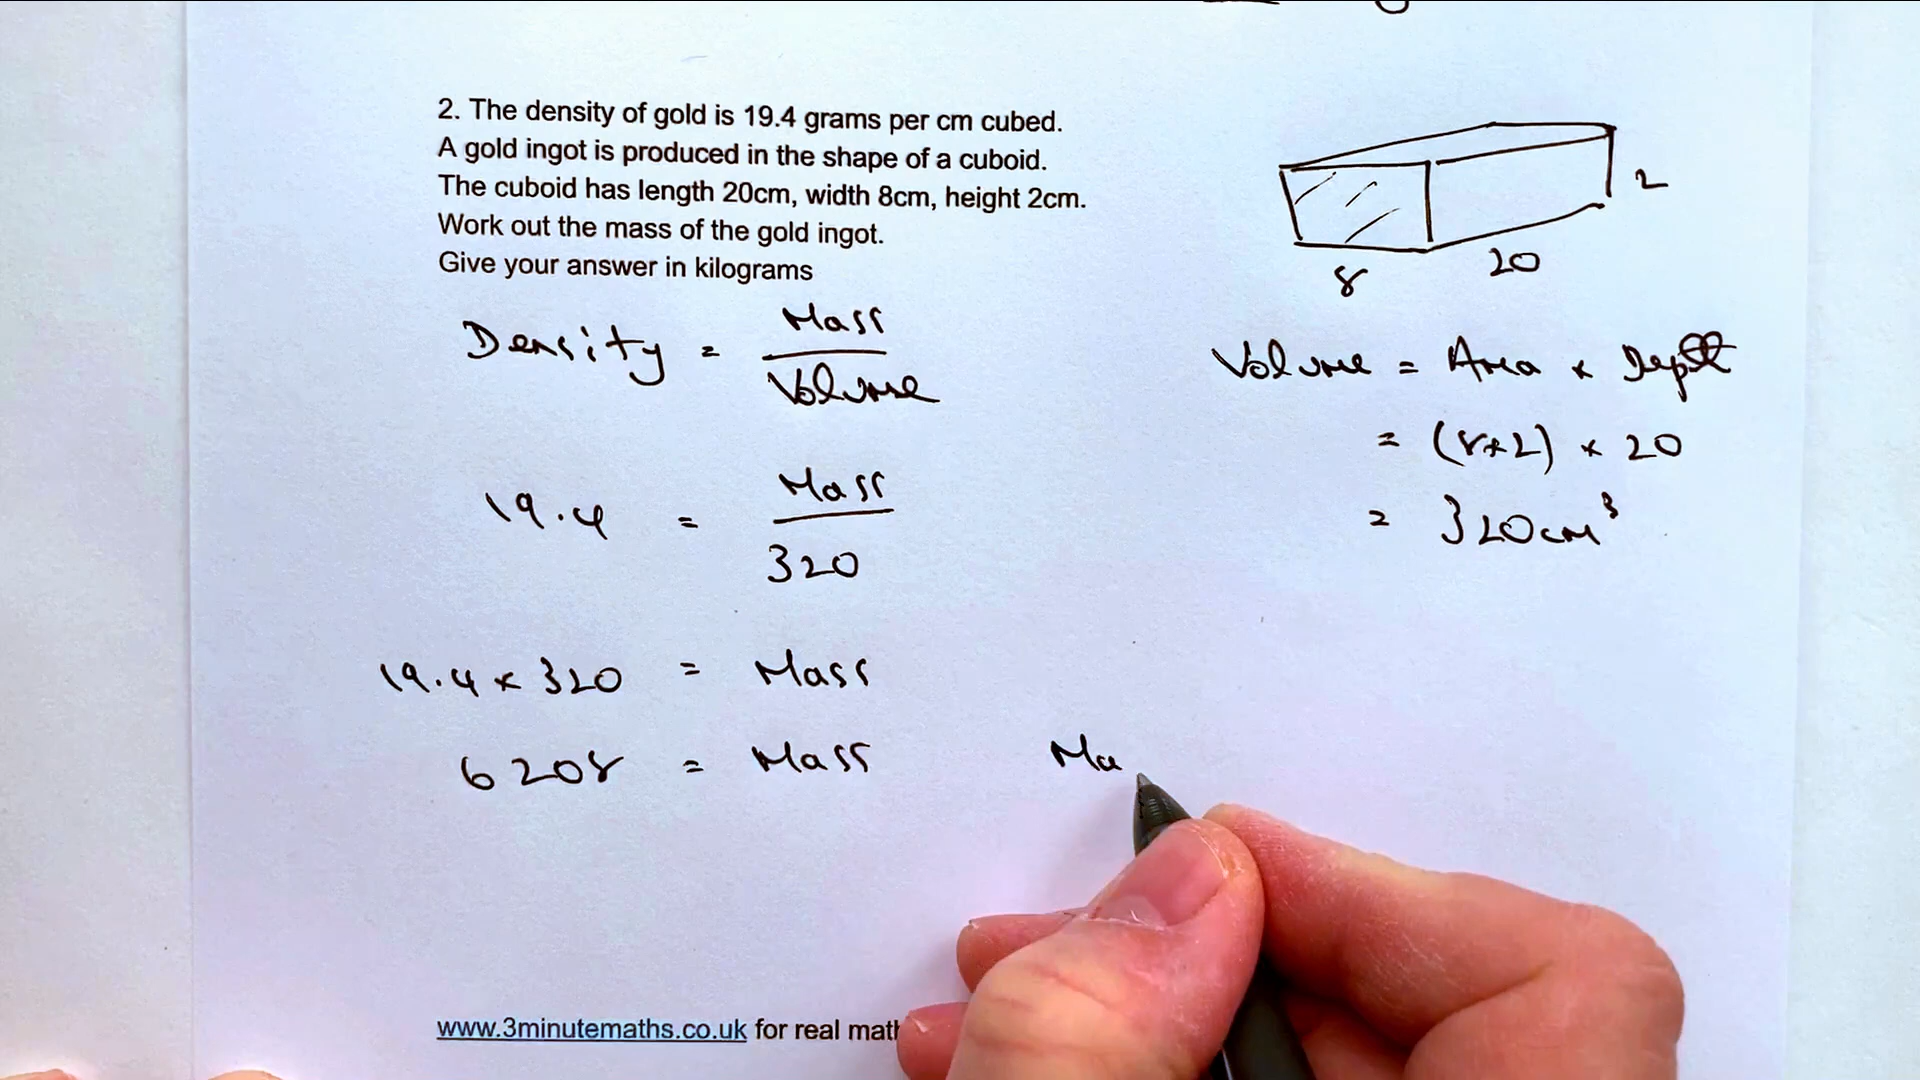 2. The density of gold is 19.4 grams per cm cubed.
A gold ingot is produced in the shape of a cuboid.
The cuboid has length 20cm, width 8cm, height 2cm.
Work out the mass of the gold ingot.
Give your answer in kilograms
2
8
20
Density = Mass
Volume
19.4 = Mass
320
19.4 × 320 = Mass
6208 = Mass
Volume = Area × Depth
= (8×2) × 20
= 320cm³
Ma
www.3minutemaths.co.uk for real